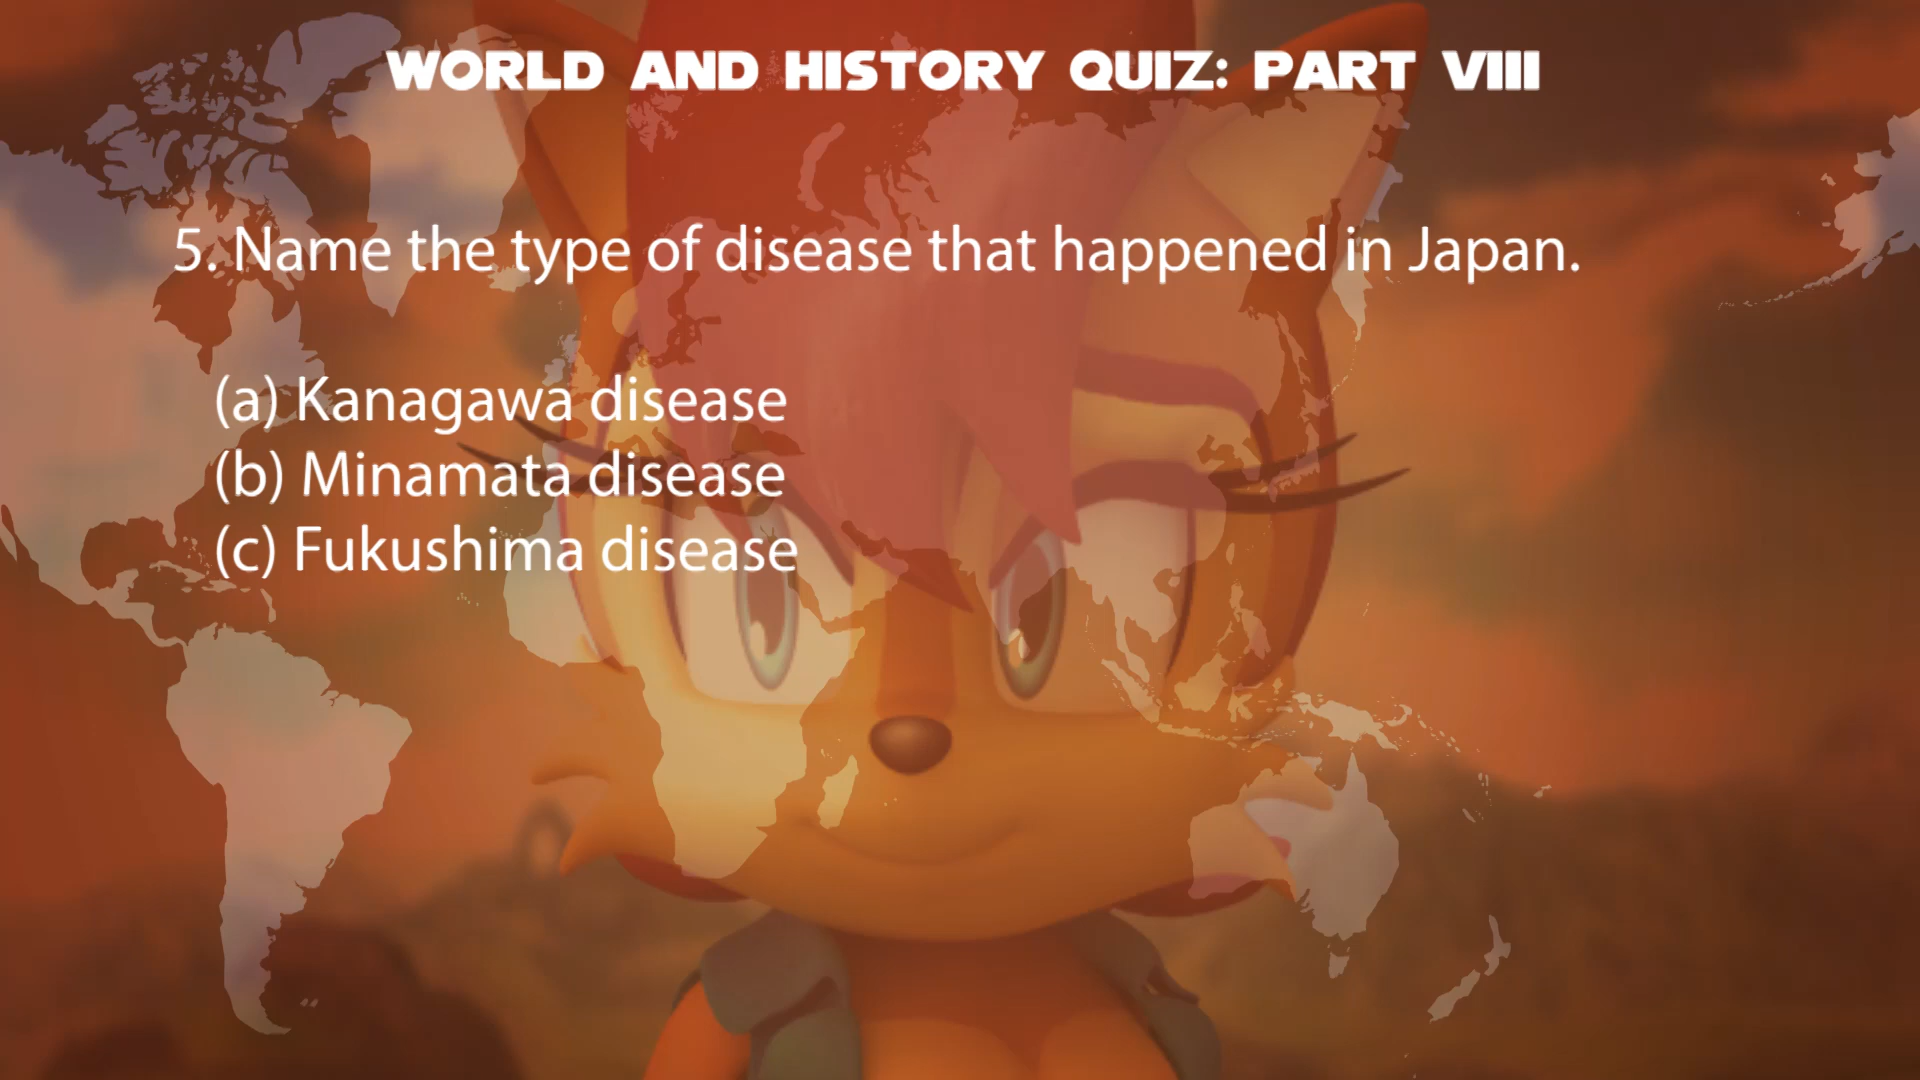 WORLD AND HISTORY QUIZ: PART VIII
5. Name the type of disease that happened in Japan.
(a) Kanagawa disease
(b) Minamata disease
(c) Fukushima disease